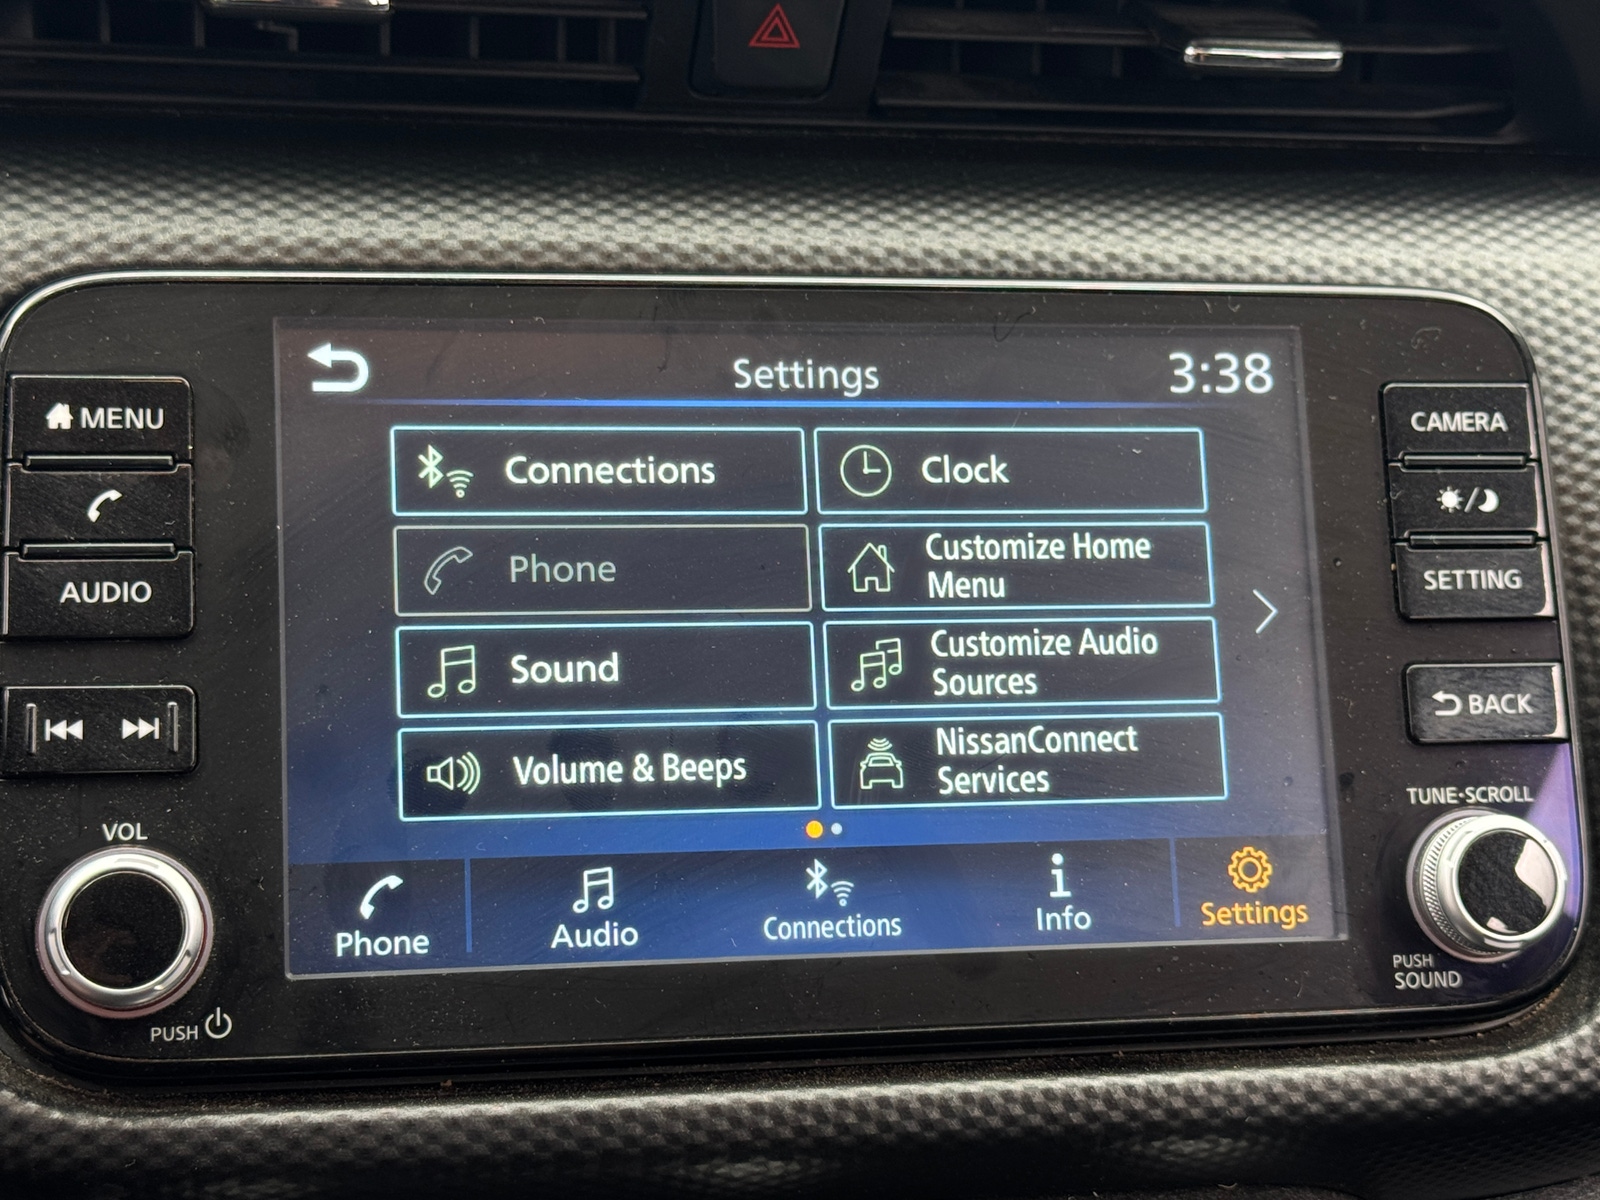 Settings
3:38
MENU
AUDIO
VOL
PUSH
Connections
Clock
Phone
Customize Home
Menu
Sound
Customize Audio
Sources
Volume & Beeps
NissanConnect
Services
Phone
Audio
Connections
Info
Settings
CAMERA
SETTING
BACK
TUNE·SCROLL
PUSH
SOUND